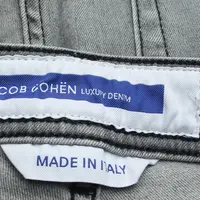 COB COHËN LUXURY DENIM
MADE IN ITALY